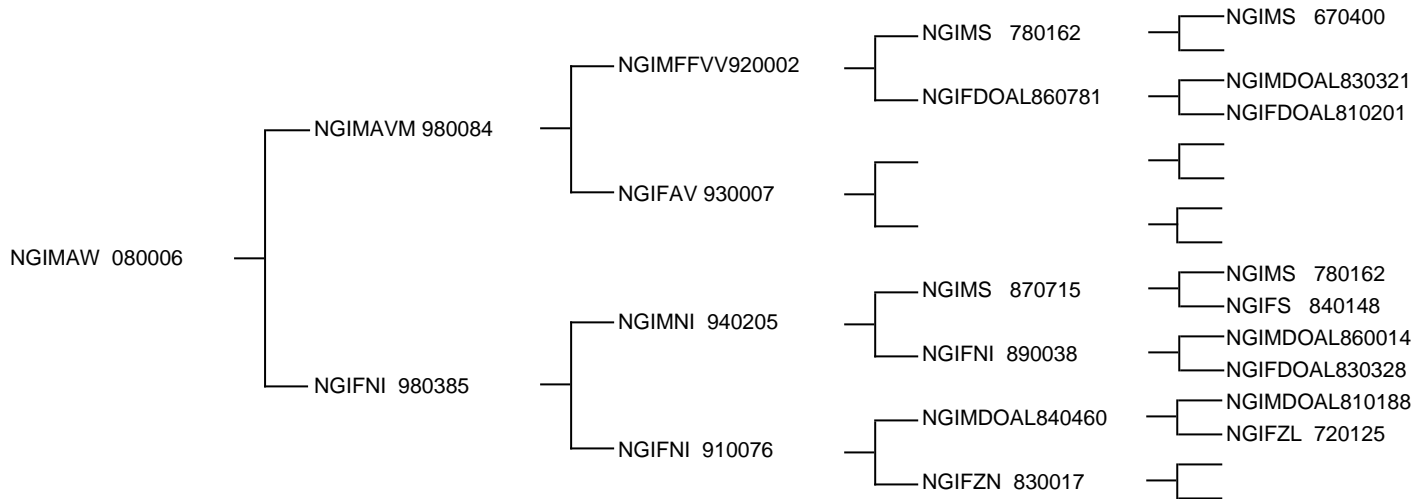 NGIMS 670400
NGIMS 780162
NGIMFFVV920002
NGIMDOAL830321
NGIFDOAL860781
NGIFDOAL810201
NGIMAVM 980084
NGIFAV 930007
NGIMAW 080006
NGIMS 780162
NGIMS 870715
NGIFS 840148
NGIMNI 940205
NGIMDOAL860014
NGIFNI 890038
NGIFDOAL830328
NGIFNI 980385
NGIMDOAL810188
NGIMDOAL840460
NGIFZL 720125
NGIFNI 910076
NGIFZN 830017